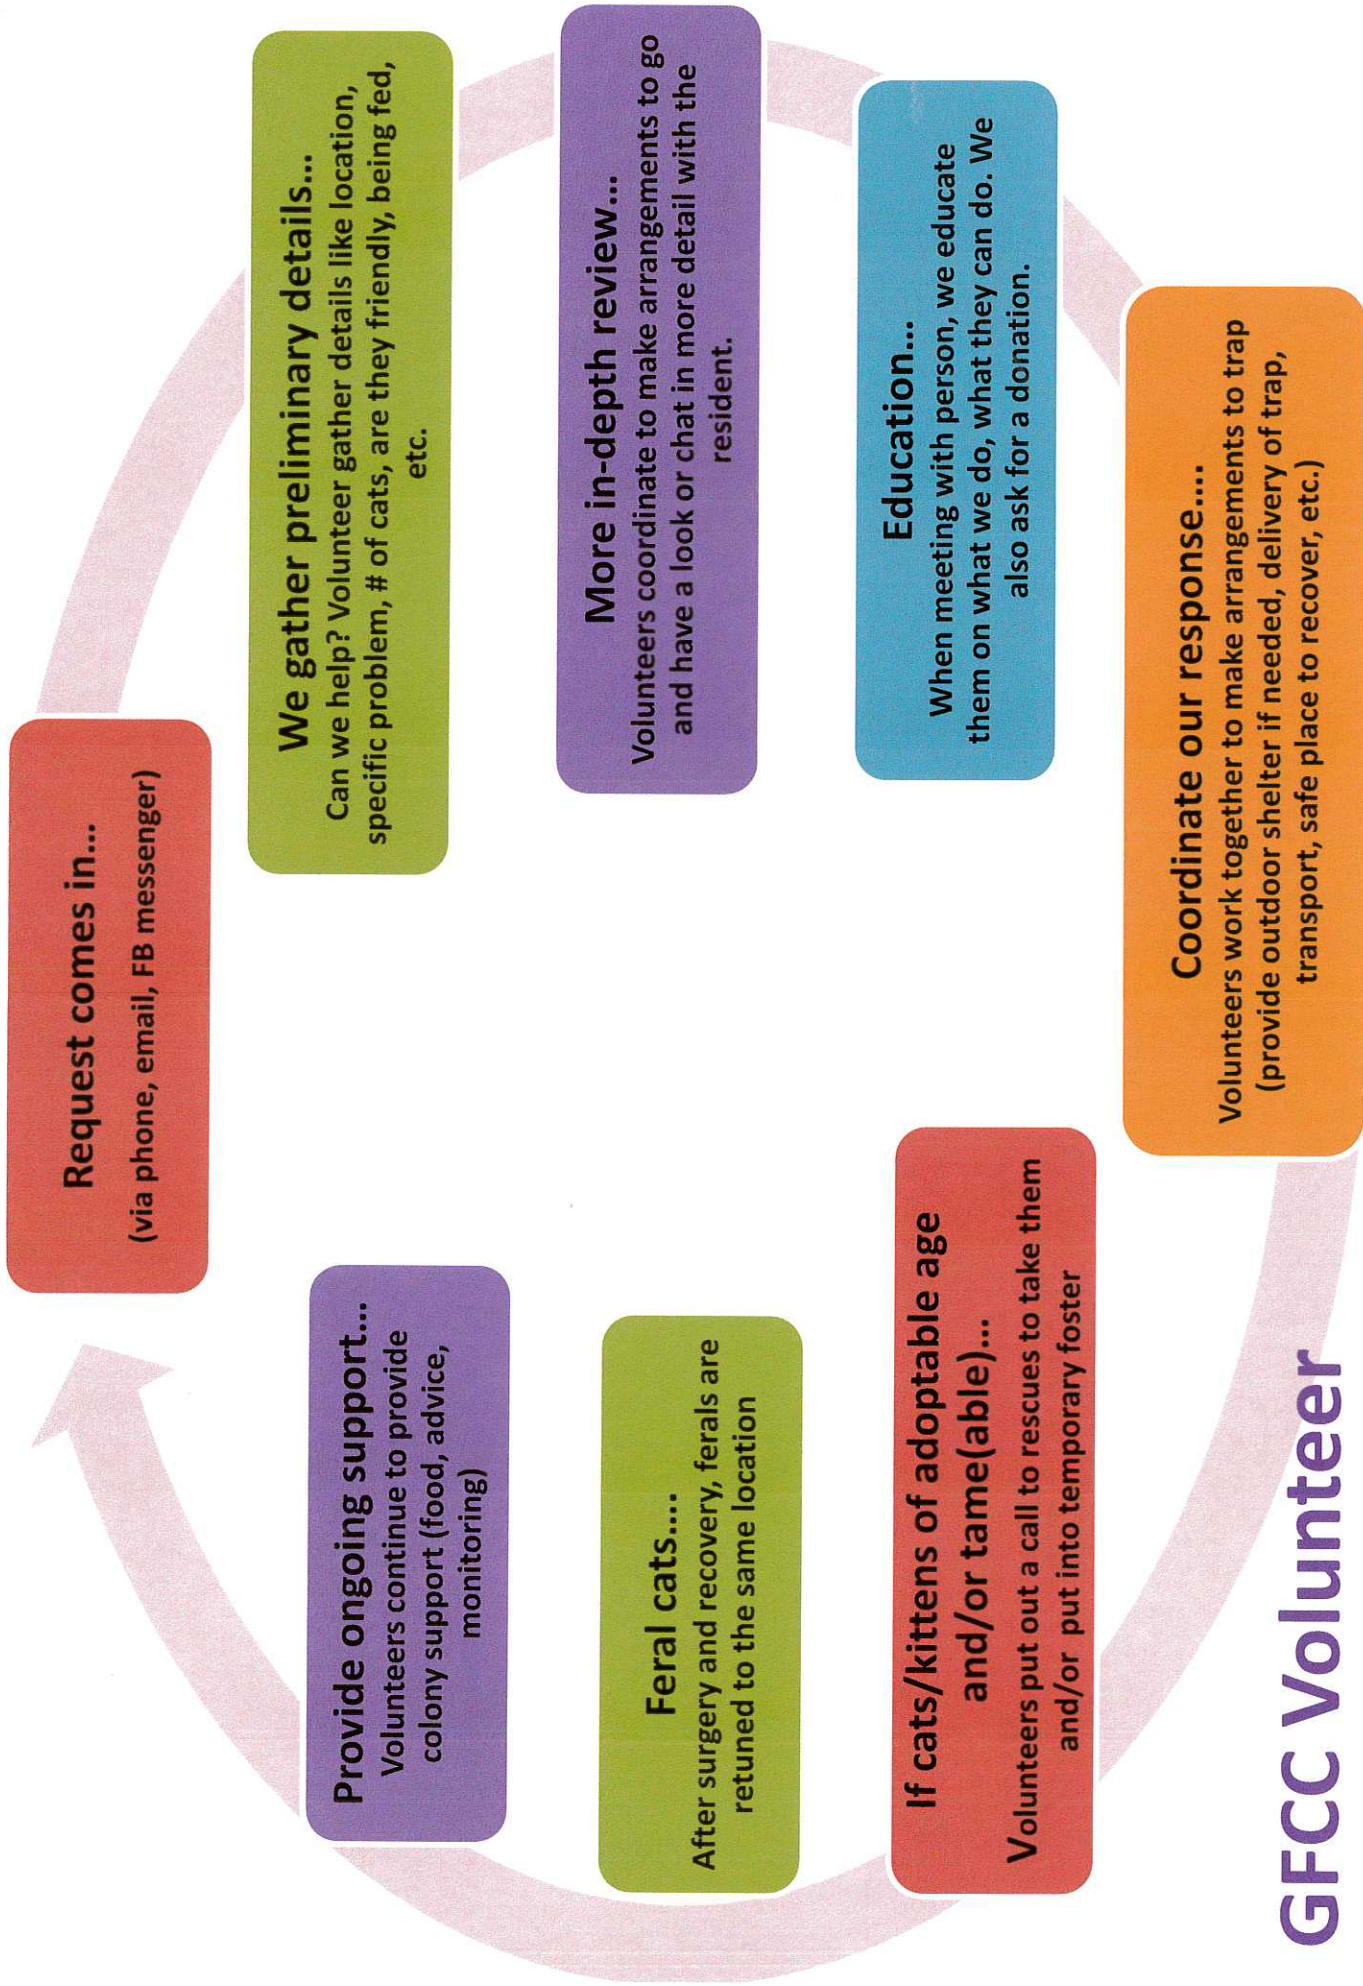 Request comes in...
(via phone, email, FB messenger)
We gather preliminary details...
Can we help? Volunteer gather details like location,
specific problem, # of cats, are they friendly, being fed,
etc.
More in-depth review...
Volunteers coordinate to make arrangements to go
and have a look or chat in more detail with the
resident.
Education...
When meeting with person, we educate
them on what we do, what they can do. We
also ask for a donation.
Coordinate our response....
Volunteers work together to make arrangements to trap
(provide outdoor shelter if needed, delivery of trap,
transport, safe place to recover, etc.)
If cats/kittens of adoptable age
and/or tame(able)...
Volunteers put out a call to rescues to take them
and/or put into temporary foster
Feral cats....
After surgery and recovery, ferals are
retuned to the same location
Provide ongoing support...
Volunteers continue to provide
colony support (food, advice,
monitoring)
GFCC Volunteer